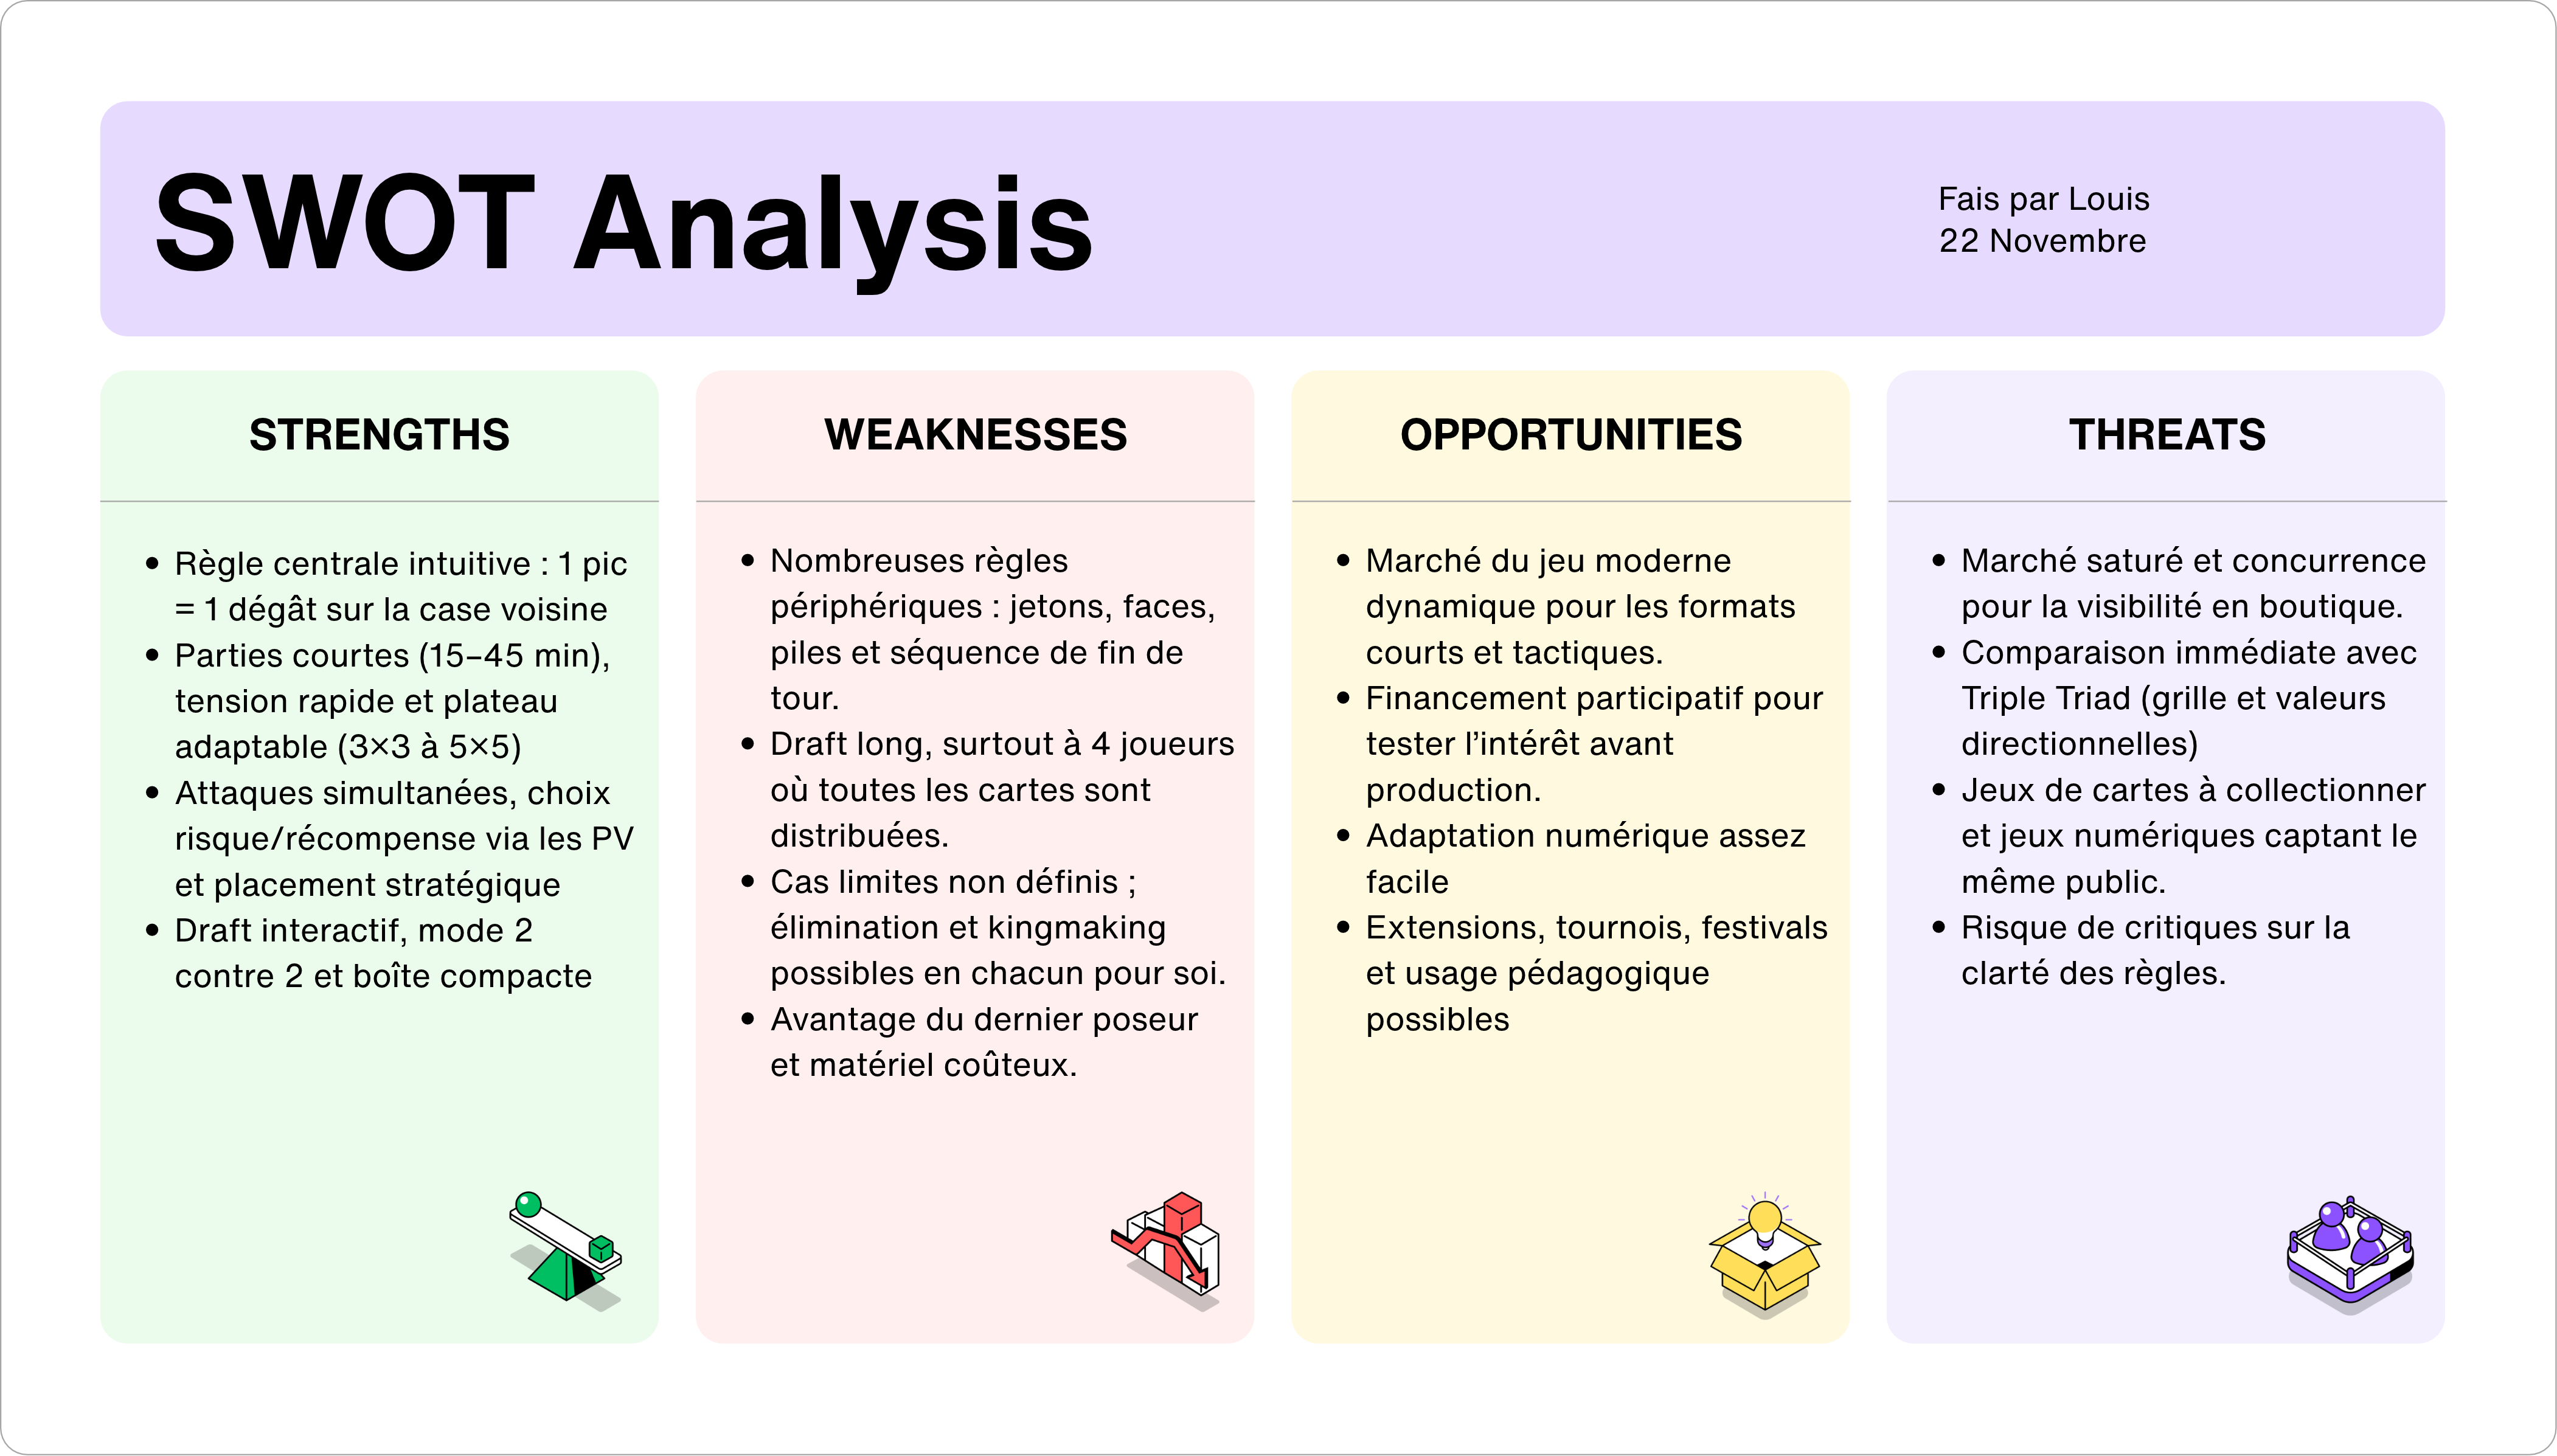 SWOT Analysis
Fais par Louis
22 Novembre
STRENGTHS
• Règle centrale intuitive : 1 pic
= 1 dégât sur la case voisine
• Parties courtes (15–45 min),
tension rapide et plateau
adaptable (3×3 à 5×5)
• Attaques simultanées, choix
risque/récompense via les PV
et placement stratégique
• Draft interactif, mode 2
contre 2 et boîte compacte
WEAKNESSES
• Nombreuses règles
périphériques : jetons, faces,
piles et séquence de fin de
tour.
• Draft long, surtout à 4 joueurs
où toutes les cartes sont
distribuées.
• Cas limites non définis ;
élimination et kingmaking
possibles en chacun pour soi.
• Avantage du dernier poseur
et matériel coûteux.
OPPORTUNITIES
• Marché du jeu moderne
dynamique pour les formats
courts et tactiques.
• Financement participatif pour
tester l’intérêt avant
production.
• Adaptation numérique assez
facile
• Extensions, tournois, festivals
et usage pédagogique
possibles
THREATS
• Marché saturé et concurrence
pour la visibilité en boutique.
• Comparaison immédiate avec
Triple Triad (grille et valeurs
directionnelles)
• Jeux de cartes à collectionner
et jeux numériques captant le
même public.
• Risque de critiques sur la
clarté des règles.